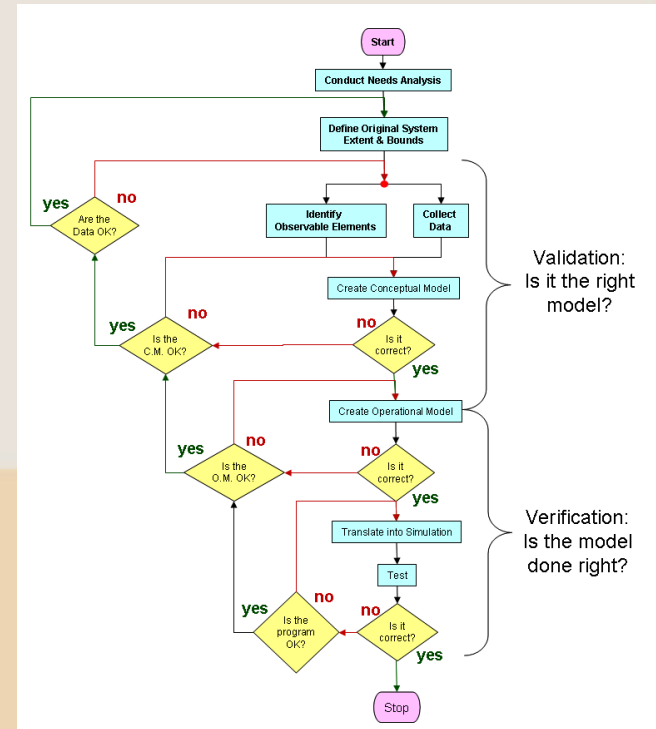 Start
Conduct Needs Analysis
Define Original System
Extent & Bounds
yes
no
Are the
Data OK?
Identify
Observable Elements
Collect
Data
Validation:
Is it the right
model?
Create Conceptual Model
yes
no
Is the
C.M. OK?
no
Is it
correct?
yes
Create Operational Model
yes
no
Is the
O.M. OK?
no
Is it
correct?
yes
Verification:
Is the model
done right?
Translate into Simulation
Test
yes
no
Is the
program
OK?
no
Is it
correct?
yes
Stop